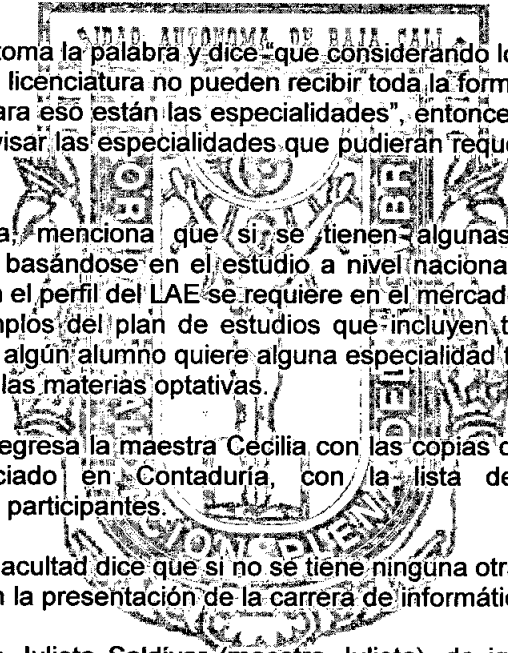 UNIVERSIDAD AUTONOMA DE BAJA CALI
toma la palabra y dice "que considerando lo
licenciatura no pueden recibir toda la form
ara eso están las especialidades", entonce
visar las especialidades que pudieran reque
a, menciona que si se tienen algunas
basándose en el estudio a nivel naciona
n el perfil del LAE se requiere en el mercad
mplos del plan de estudios que incluyen t
algún alumno quiere alguna especialidad t
las materias optativas.
egresa la maestra Cecilia con las copias d
ciado en Contaduría, con la lista de
participantes.
acultad dice que si no se tiene ninguna otra
n la presentación de la carrera de informátic
Julieta Saldívar (maestra Julieta), da i